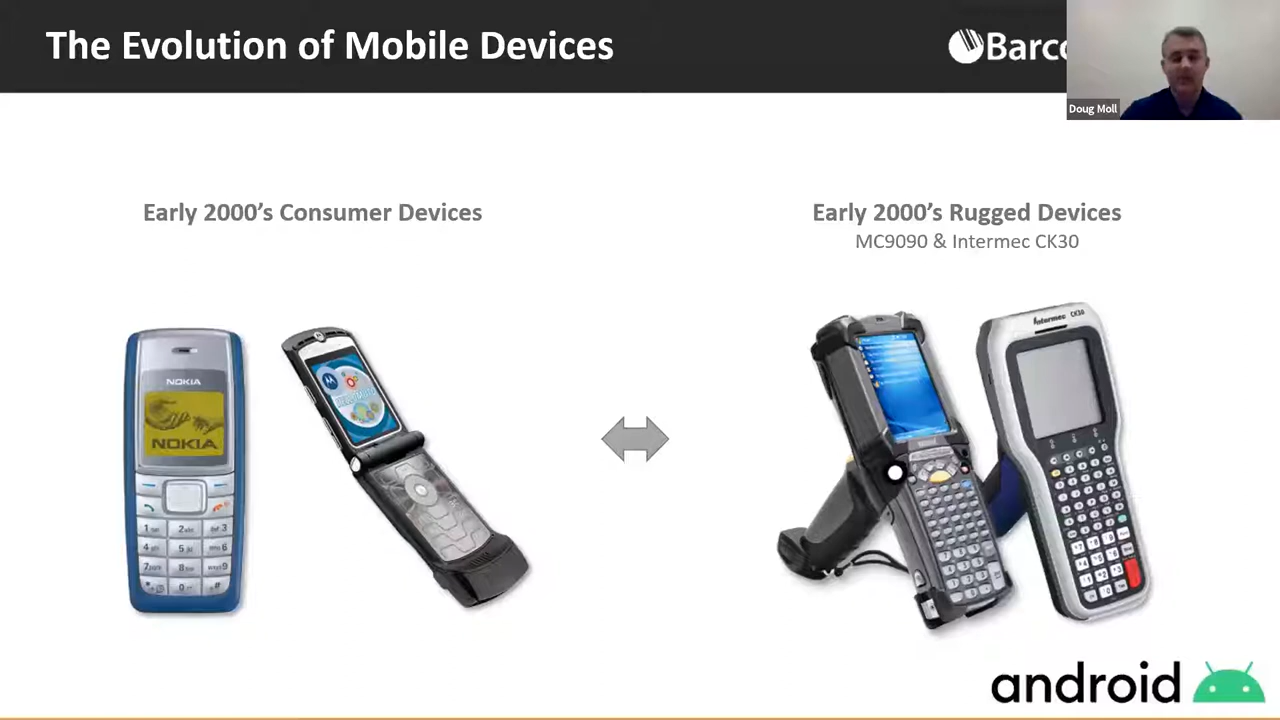 The Evolution of Mobile Devices
Barco
Doug Moll
Early 2000's Consumer Devices
Early 2000's Rugged Devices
MC9090 & Intermec CK30
NOKIA
NOKIA
Intermec CK30
android